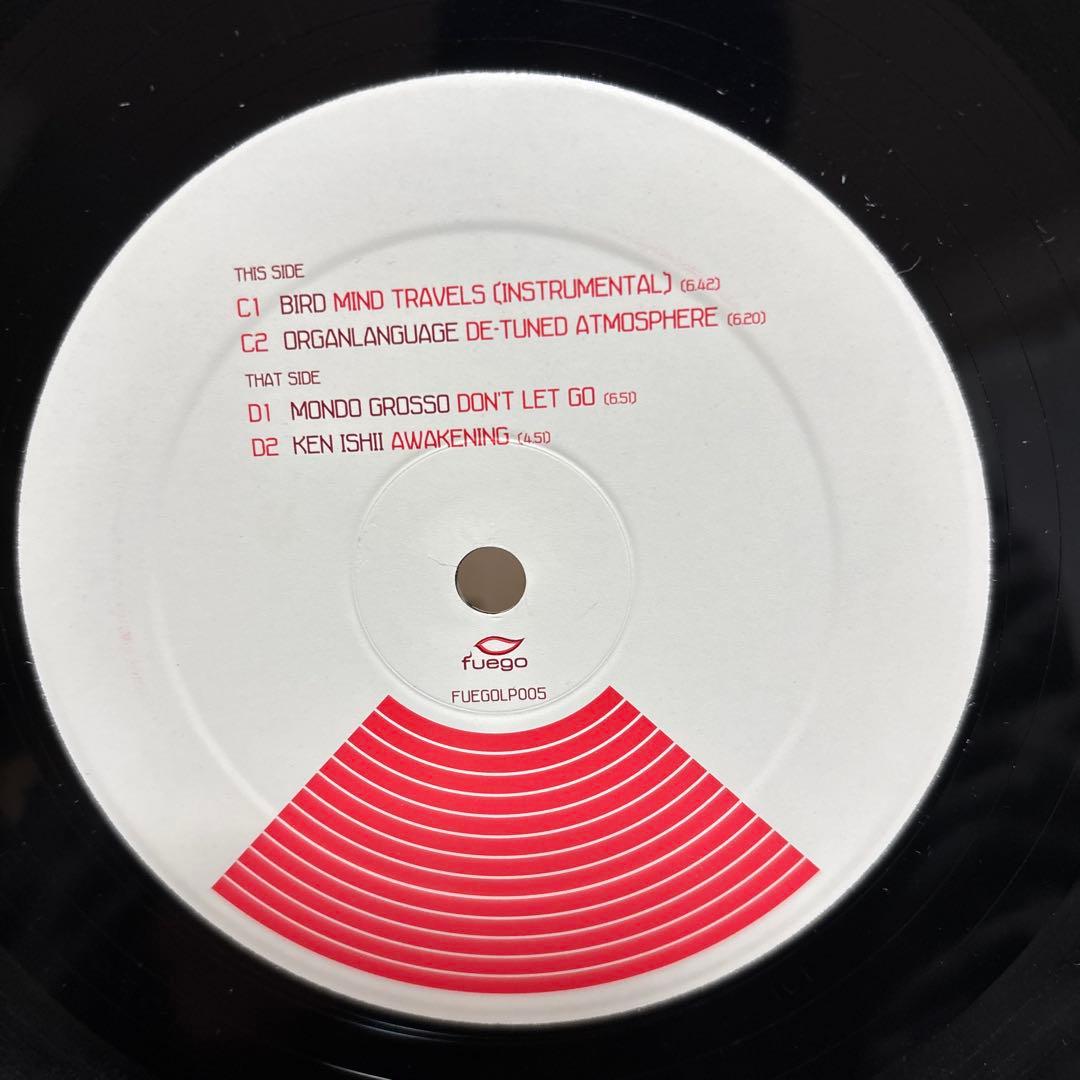 THIS SIDE
C1 BIRD MIND TRAVELS (INSTRUMENTAL) (6.42)
C2 ORGANLANGUAGE DE-TUNED ATMOSPHERE (6.20)
THAT SIDE
D1 MONDO GROSSO DON'T LET GO (6.51)
D2 KEN ISHII AWAKENING (4.51)
fuego
FUEGOLP005